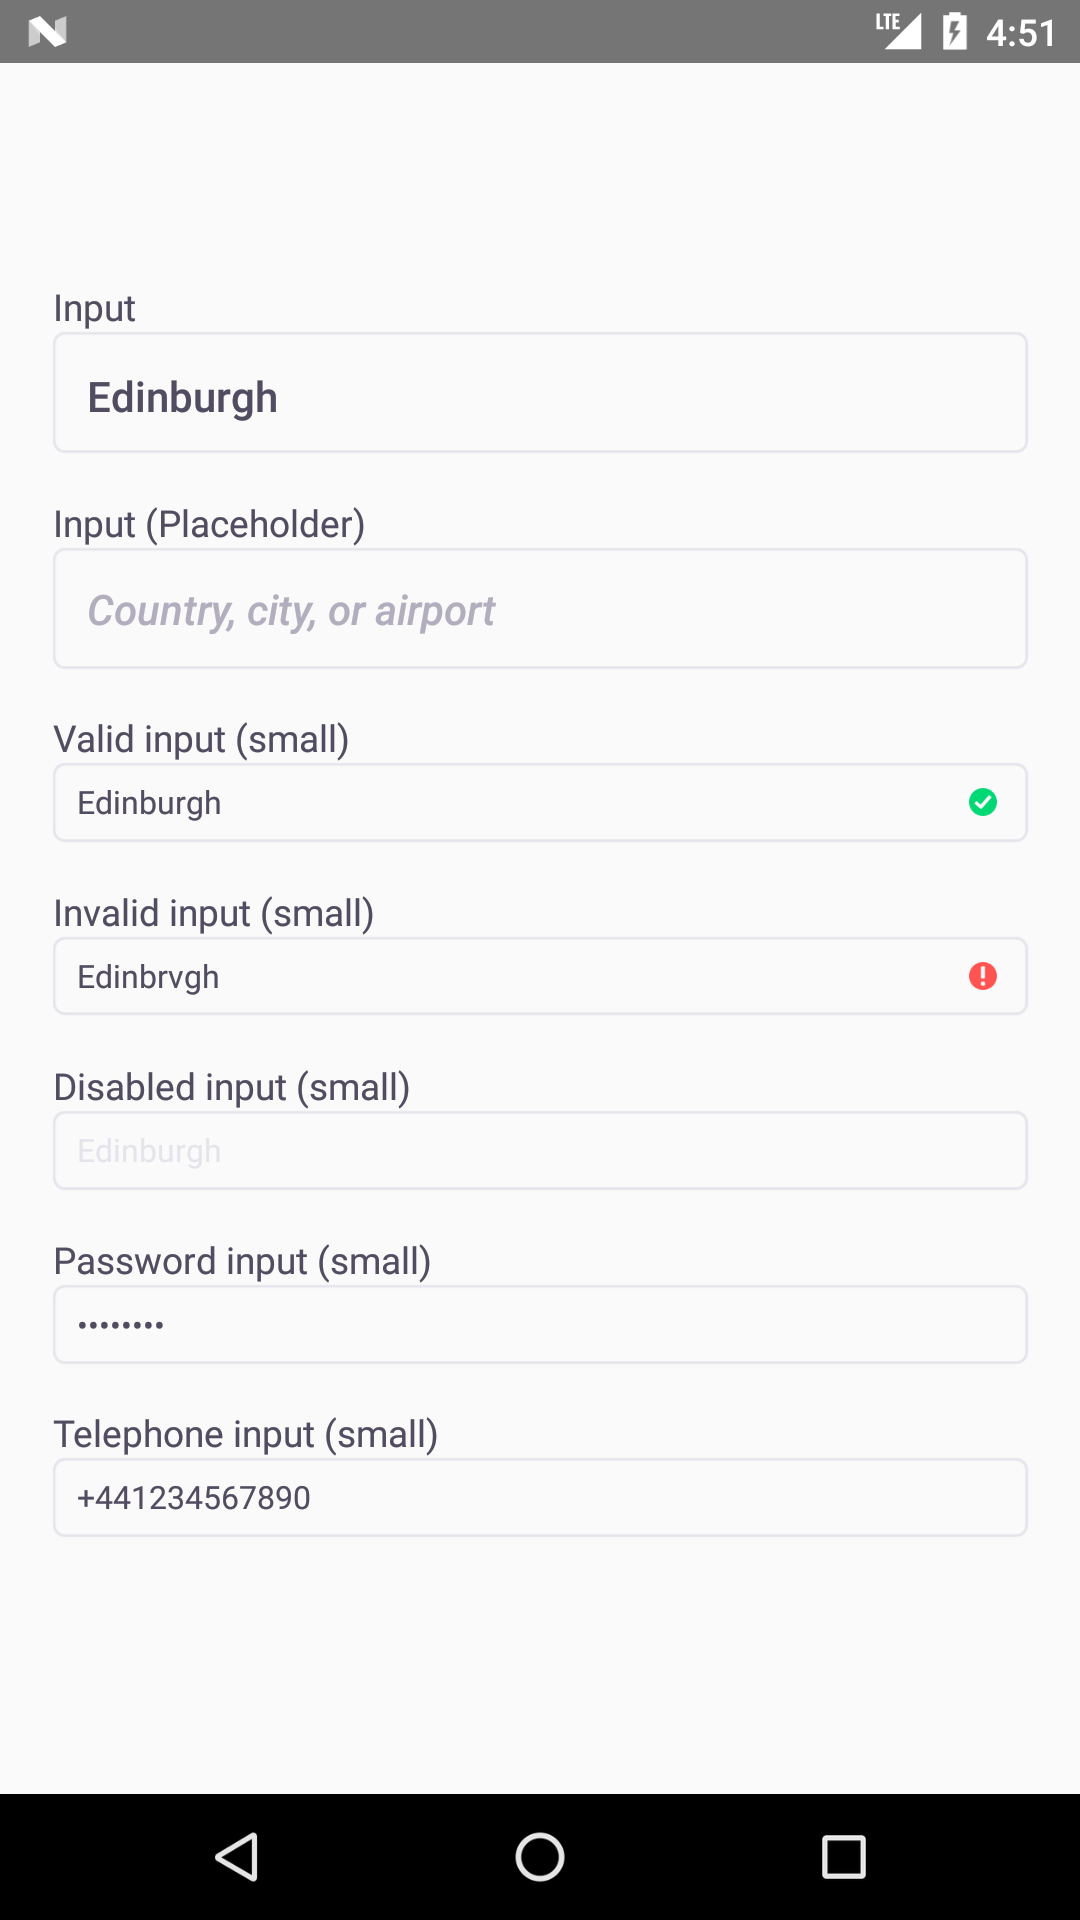 LTE 4:51
Input
Edinburgh
Input (Placeholder)
Country, city, or airport
Valid input (small)
Edinburgh
Invalid input (small)
Edinbrvgh
Disabled input (small)
Edinburgh
Password input (small)
••••••••
Telephone input (small)
+441234567890